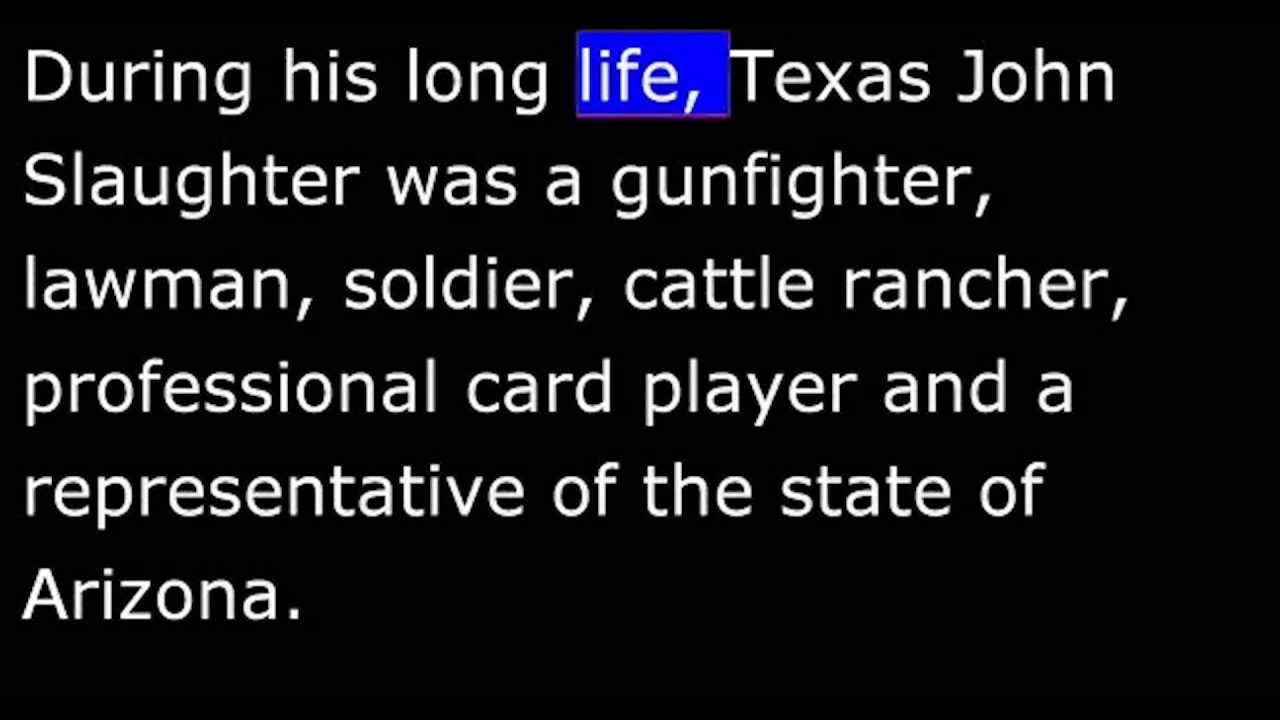 During his long life, Texas John
Slaughter was a gunfighter,
lawman, soldier, cattle rancher,
professional card player and a
representative of the state of
Arizona.